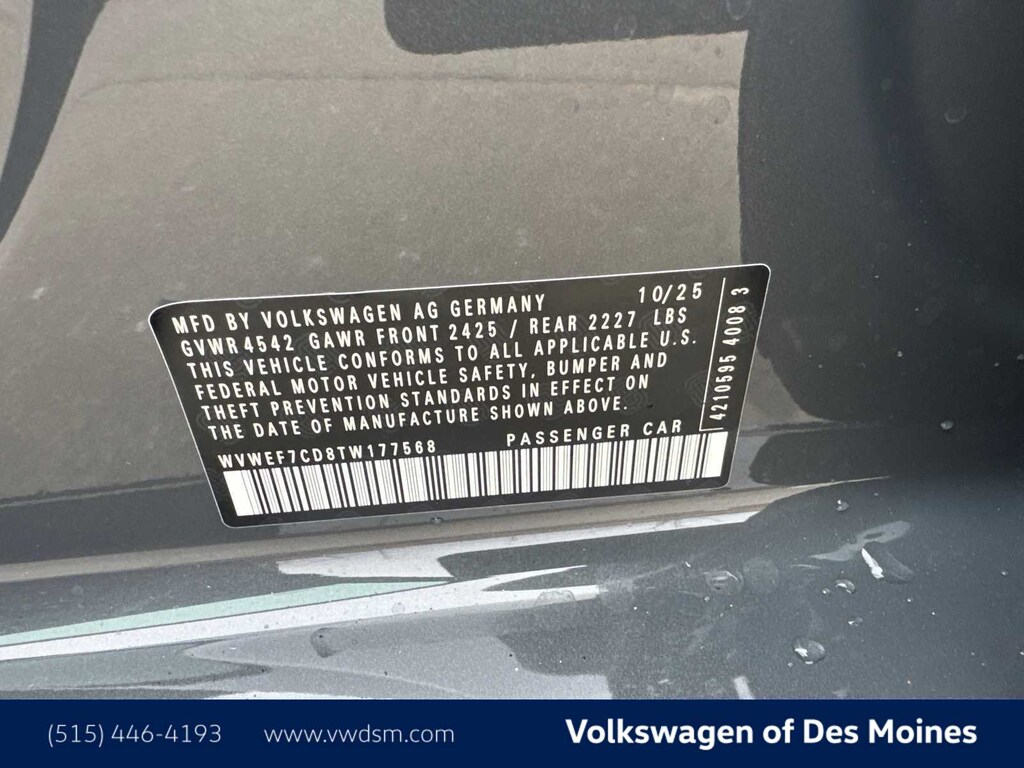 MFD BY VOLKSWAGEN AG GERMANY 10/25
GVWR 4542 GAWR FRONT 2425 / REAR 2227 LBS
THIS VEHICLE CONFORMS TO ALL APPLICABLE U.S.
FEDERAL MOTOR VEHICLE SAFETY, BUMPER AND
THEFT PREVENTION STANDARDS IN EFFECT ON
THE DATE OF MANUFACTURE SHOWN ABOVE.
WVWEF7CD8TW177568 PASSENGER CAR
4210595 4008 3
(515) 446-4193 www.vwdsm.com Volkswagen of Des Moines